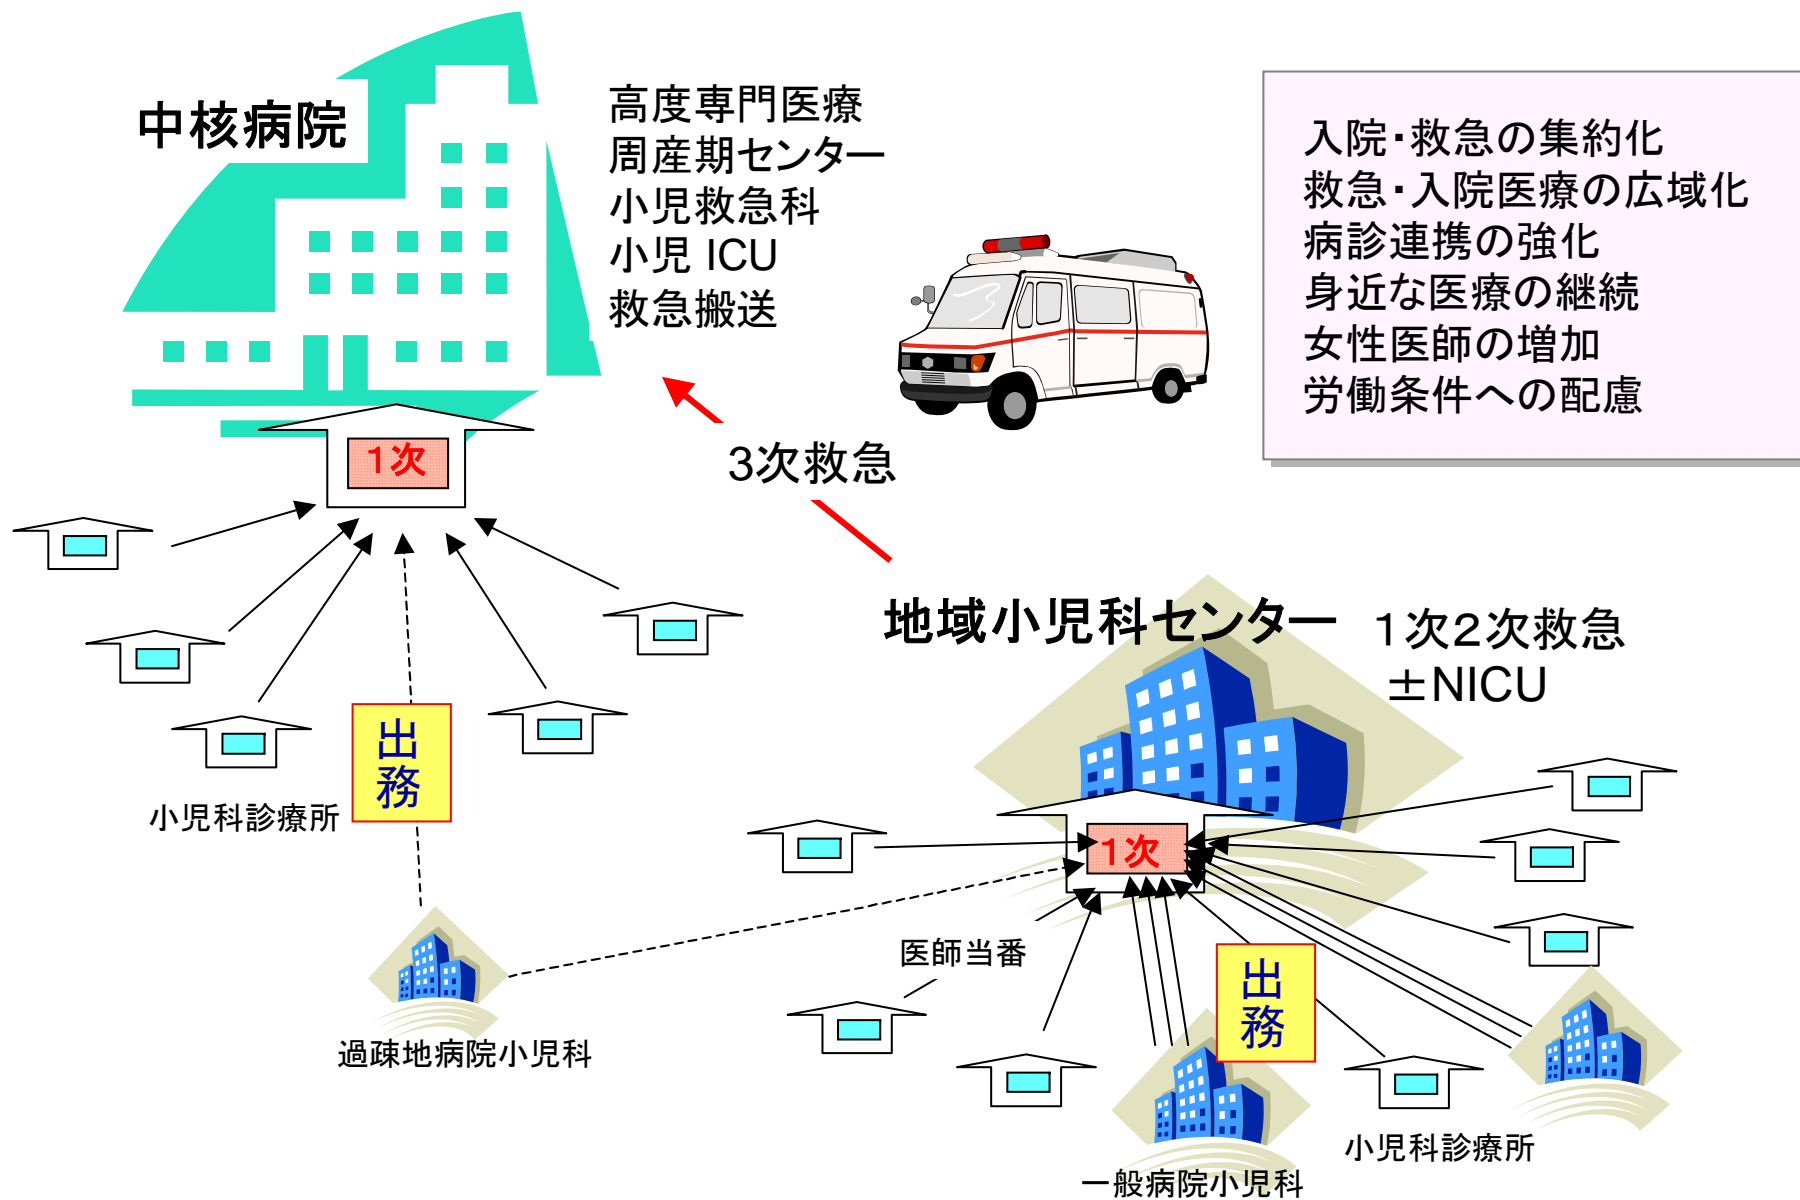 中核病院
高度専門医療
周産期センター
小児救急科
小児 ICU
救急搬送
入院・救急の集約化
救急・入院医療の広域化
病診連携の強化
身近な医療の継続
女性医師の増加
労働条件への配慮
1次
3次救急
地域小児科センター
1次2次救急
±NICU
出
務
小児科診療所
1次
医師当番
出
務
過疎地病院小児科
小児科診療所
一般病院小児科